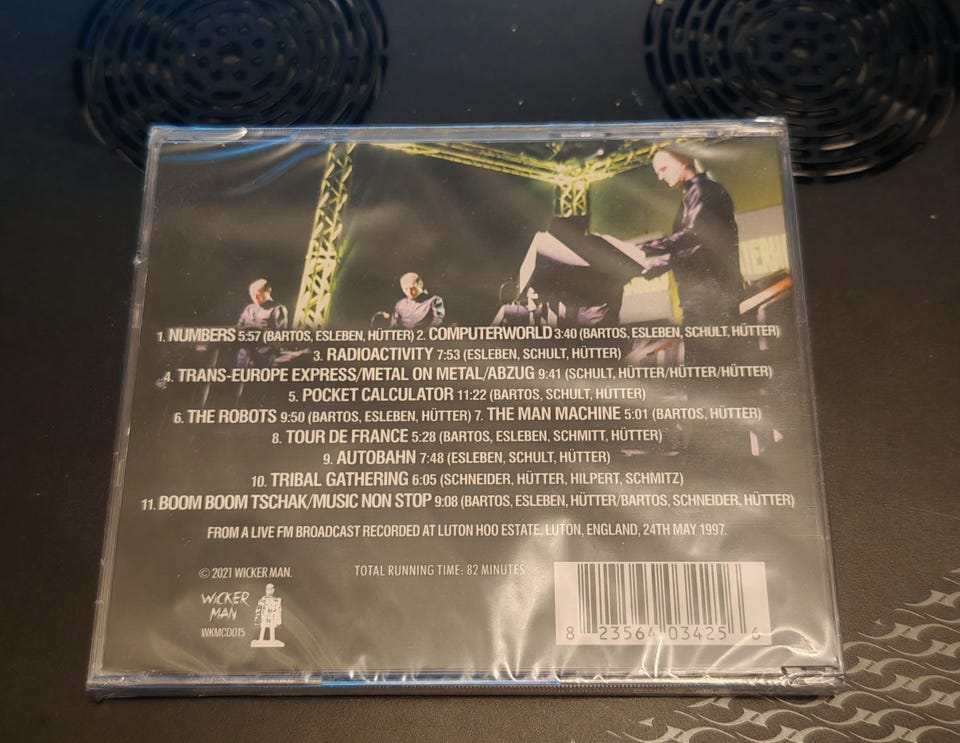 1. NUMBERS 5:57 (BARTOS, ESLEBEN, HÜTTER) 2. COMPUTERWORLD 3:40 (BARTOS, ESLEBEN, SCHULT, HÜTTER)
3. RADIOACTIVITY 7:53 (ESLEBEN, SCHULT, HÜTTER)
4. TRANS-EUROPE EXPRESS/METAL ON METAL/ABZUG 9:41 (SCHULT, HÜTTER/HÜTTER/HÜTTER)
5. POCKET CALCULATOR 11:22 (BARTOS, SCHULT, HÜTTER)
6. THE ROBOTS 9:50 (BARTOS, ESLEBEN, HÜTTER) 7. THE MAN MACHINE 5:01 (BARTOS, HÜTTER)
8. TOUR DE FRANCE 5:28 (BARTOS, ESLEBEN, SCHMITT, HÜTTER)
9. AUTOBAHN 7:48 (ESLEBEN, SCHULT, HÜTTER)
10. TRIBAL GATHERING 6:05 (SCHNEIDER, HÜTTER, HILPERT, SCHMITZ)
11. BOOM BOOM TSCHAK/MUSIC NON STOP 9:08 (BARTOS, ESLEBEN, HÜTTER/BARTOS, SCHNEIDER, HÜTTER)
FROM A LIVE FM BROADCAST RECORDED AT LUTON HOO ESTATE, LUTON, ENGLAND, 24TH MAY 1997.
© 2021 WICKER MAN.
TOTAL RUNNING TIME: 82 MINUTES
WICKER
MAN
WKMCD015
8 23564 03425 6